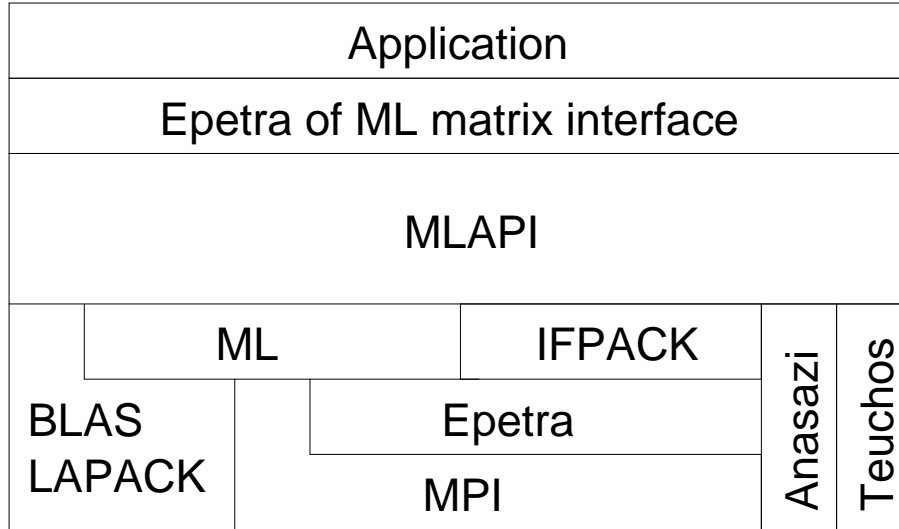 Application
Epetra of ML matrix interface
MLAPI
ML
IFPACK
BLAS
LAPACK
Epetra
MPI
Anasazi
Teuchos